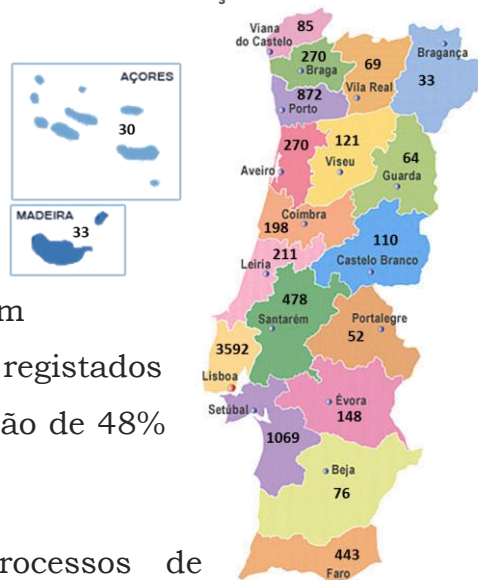 85
Viana
do Castelo
270
Braga
69
Vila Real
Bragança
33
872
Porto
AÇORES
30
270
Aveiro
121
Viseu
64
Guarda
MADEIRA
33
Coimbra
198
110
Castelo Branco
211
Leiria
478
Santarém
Portalegre
52
m
registados
ão de 48%
3592
Lisboa
Setúbal
Évora
148
1069
Beja
76
rocessos de
443
Faro